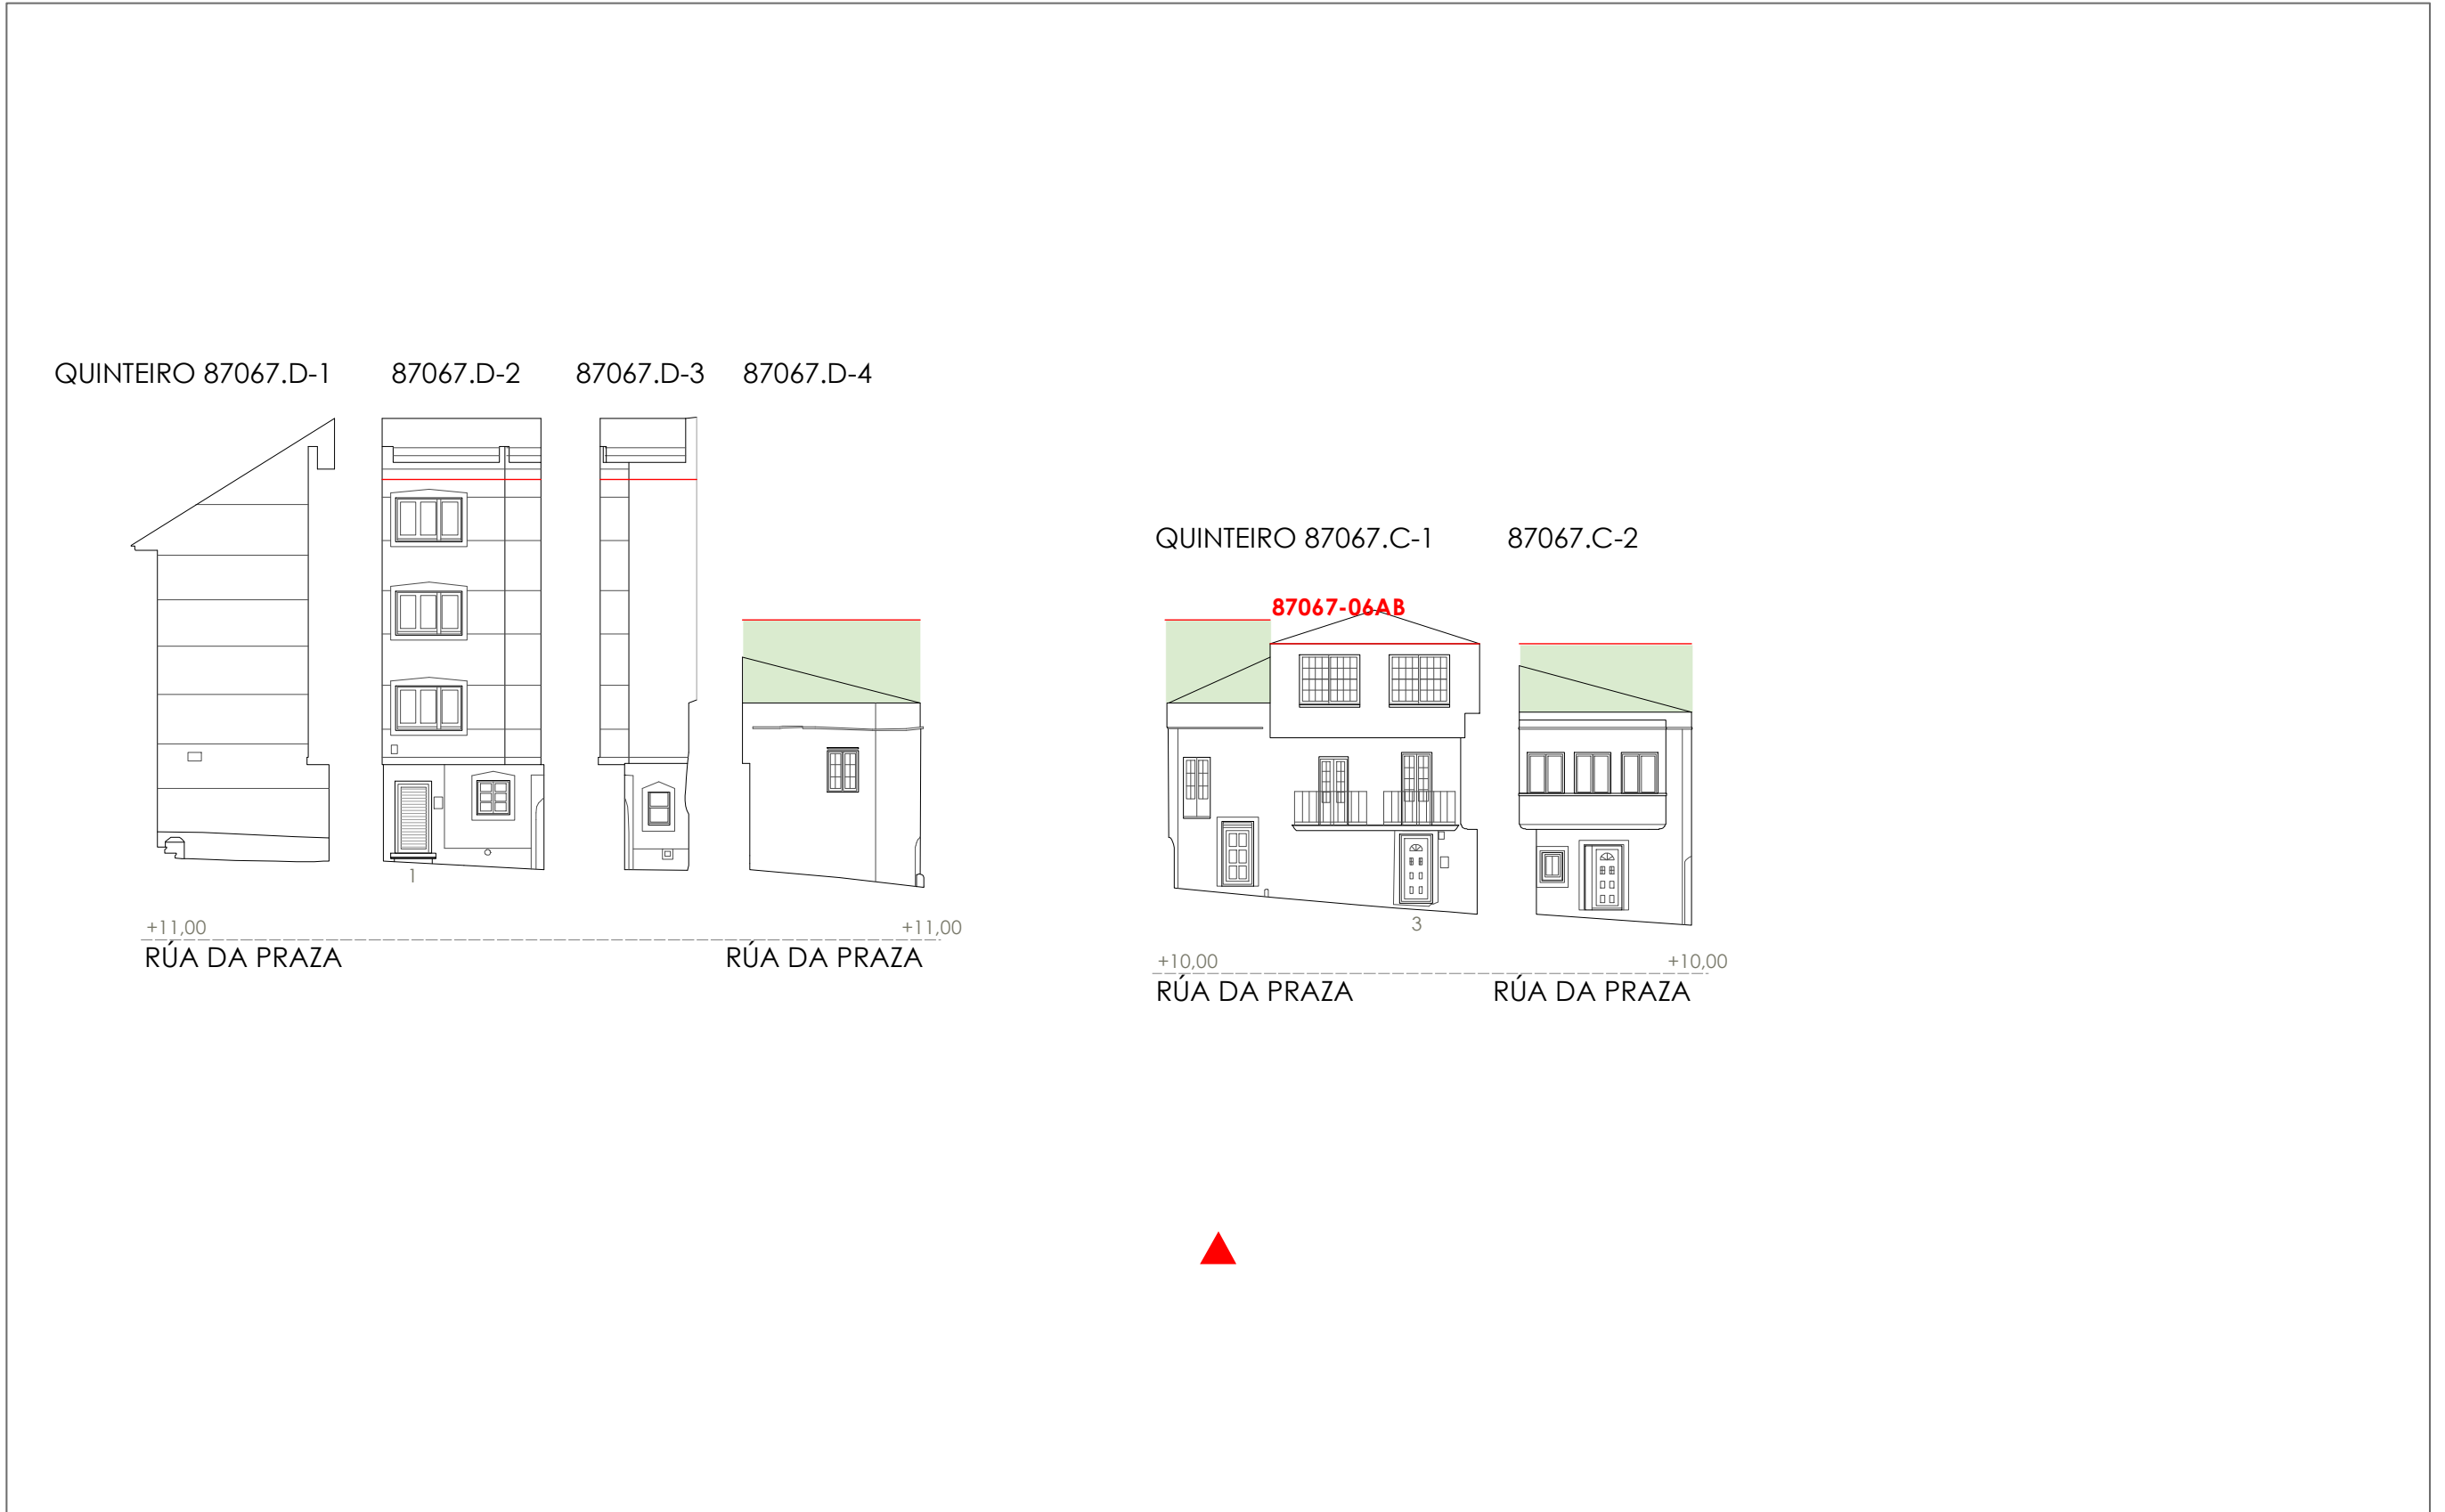 QUINTEIRO 87067.D-1 87067.D-2 87067.D-3 87067.D-4
1
+11,00 +11,00
RÚA DA PRAZA RÚA DA PRAZA
QUINTEIRO 87067.C-1 87067.C-2
87067-06AB
3
+10,00 +10,00
RÚA DA PRAZA RÚA DA PRAZA